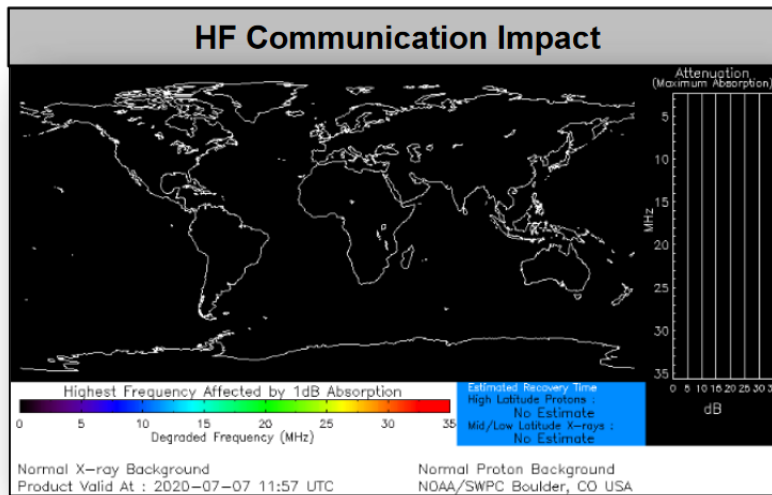 HF Communication Impact
Attenuation
(Maximum Absorption)
5
10
15
20
25
30
35
MHz
0 5 10 15 20 25 30
dB
Highest Frequency Affected by 1dB Absorption
0 5 10 15 20 25 30 35
Degraded Frequency (MHz)
Estimated Recovery Time
High Latitude Protons :
No Estimate
Mid/Low Latitude X-rays :
No Estimate
Normal X-ray Background
Product Valid At : 2020-07-07 11:57 UTC
Normal Proton Background
NOAA/SWPC Boulder, CO USA